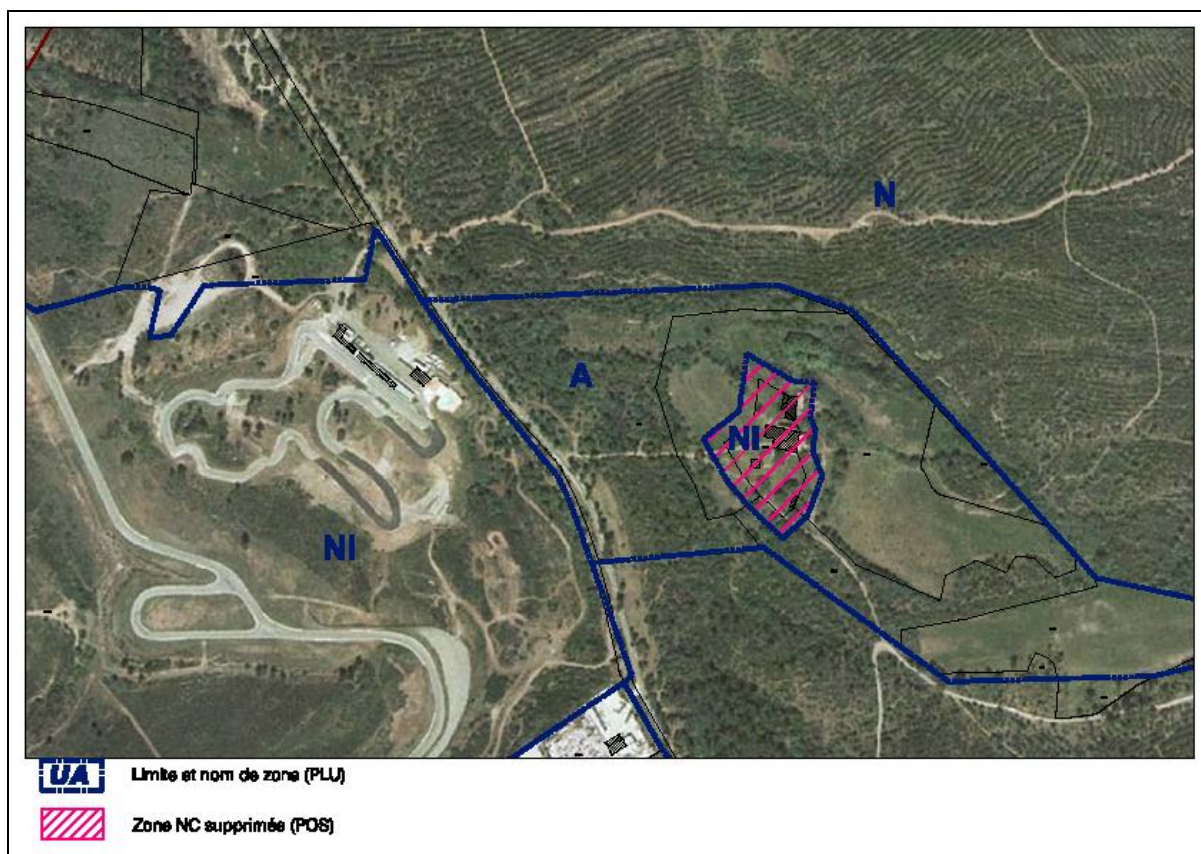 N
A
NI
NI
UA Limite et nom de zone (PLU)
Zone NC supprimée (POS)